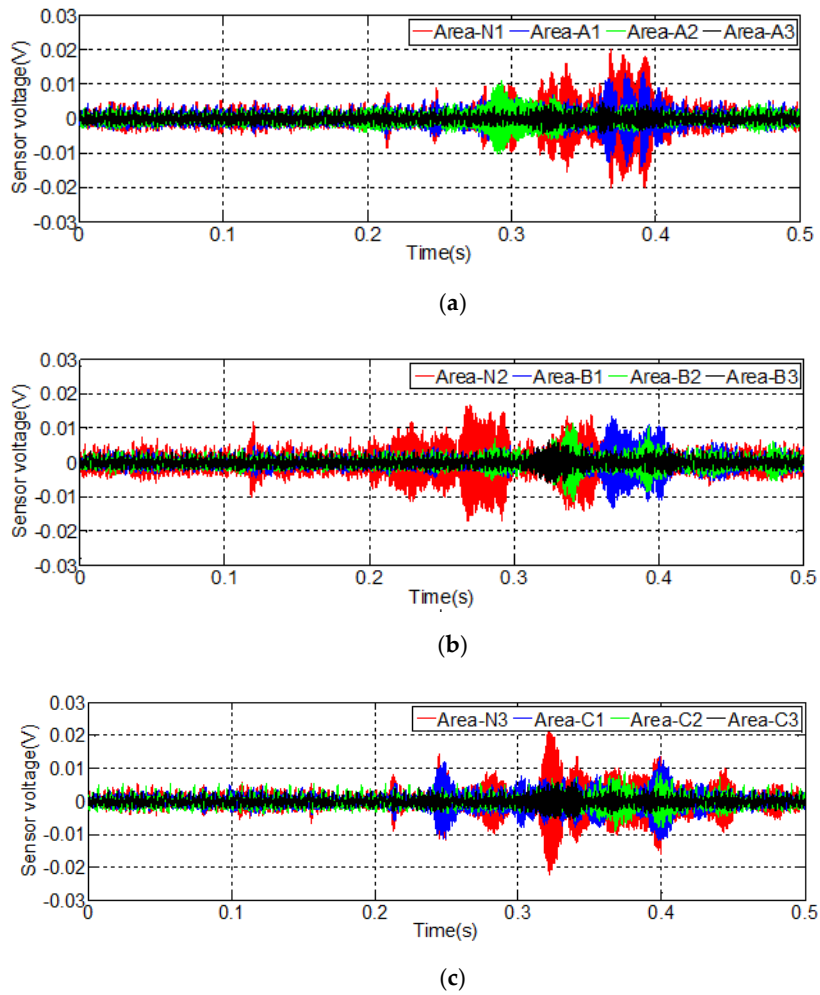 0.03
0.02
0.01
0
-0.01
-0.02
-0.03
Sensor voltage(V)
Area-N1 Area-A1 Area-A2 Area-A3
0 0.1 0.2 0.3 0.4 0.5
Time(s)
(a)
0.03
0.02
0.01
0
-0.01
-0.02
-0.03
Sensor voltage(V)
Area-N2 Area-B1 Area-B2 Area-B3
0 0.1 0.2 0.3 0.4 0.5
Time(s)
(b)
0.03
0.02
0.01
0
-0.01
-0.02
-0.03
Sensor voltage(V)
Area-N3 Area-C1 Area-C2 Area-C3
0 0.1 0.2 0.3 0.4 0.5
Time(s)
(c)